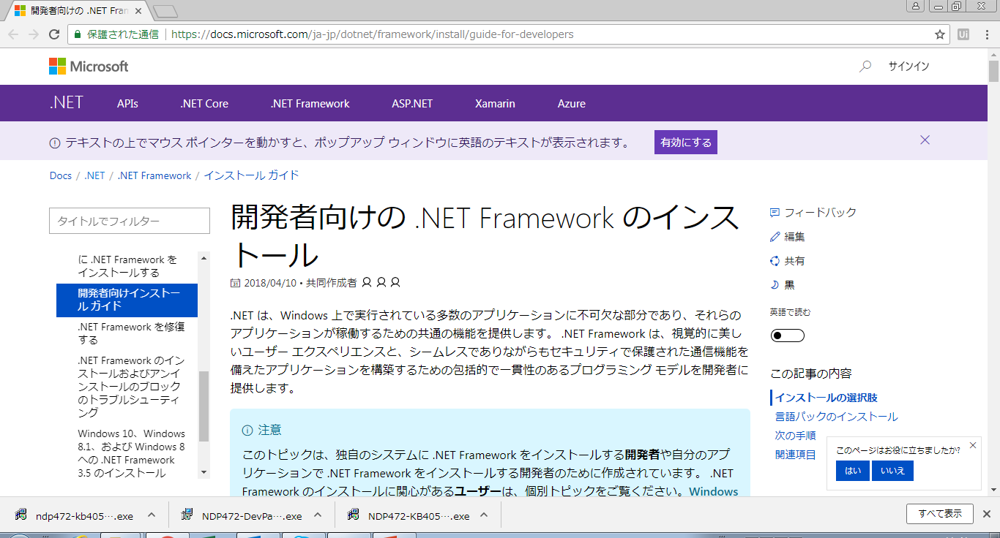 開発者向けの .NET Fran
保護された通信
https://docs.microsoft.com/ja-jp/dotnet/framework/install/guide-for-developers
Microsoft
サインイン
.NET APIs .NET Core .NET Framework ASP.NET Xamarin Azure
テキストの上でマウス ポインターを動かすと、ポップアップ ウィンドウに英語のテキストが表示されます。 有効にする
Docs / .NET / .NET Framework / インストール ガイド
タイトルでフィルター
に .NET Framework を
インストールする
開発者向けインストー
ル ガイド
.NET Framework を修復
する
.NET Framework のイン
ストールおよびアンイ
ンストールのブロック
のトラブルシューティ
ング
Windows 10、Windows
8.1、および Windows 8
への .NET Framework
3.5 のインストール
開発者向けの .NET Framework のインス
トール
2018/04/10 • 共同作成者
.NET は、Windows 上で実行されている多数のアプリケーションに不可欠な部分であり、それらの
アプリケーションが稼働するための共通の機能を提供します。 .NET Framework は、視覚的に美し
いユーザー エクスペリエンスと、シームレスでありながらもセキュリティで保護された通信機能を
備えたアプリケーションを構築するための包括的で一貫性のあるプログラミング モデルを開発者に
提供します。
注意
このトピックは、独自のシステムに .NET Framework をインストールする開発者や自分のアプ
リケーションで .NET Framework をインストールする開発者のために作成されています。 .NET
Framework のインストールに関心があるユーザーは、個別トピックをご覧ください。Windows
フィードバック
編集
共有
黒
英語で読む
この記事の内容
インストールの選択肢
言語パックのインストール
次の手順
関連項目
このページはお役に立ちましたか?
はい いいえ
ndp472-kb405….exe
NDP472-DevPa….exe
NDP472-KB405….exe
すべて表示